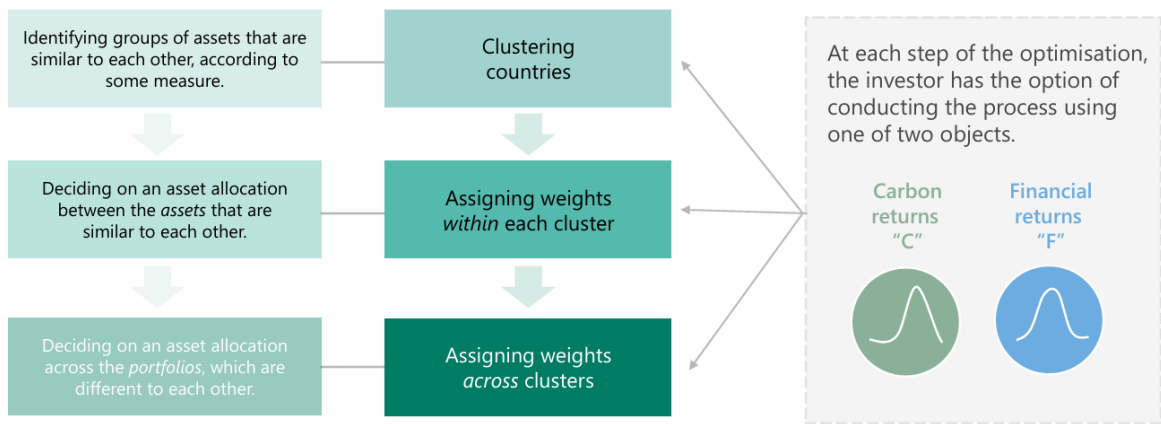 Identifying groups of assets that are
similar to each other, according to
some measure.
Clustering
countries
Deciding on an asset allocation
between the assets that are
similar to each other.
Assigning weights
within each cluster
Deciding on an asset allocation
across the portfolios, which are
different to each other.
Assigning weights
across clusters
At each step of the optimisation,
the investor has the option of
conducting the process using
one of two objects.
Carbon
returns
“C”
Financial
returns
“F”